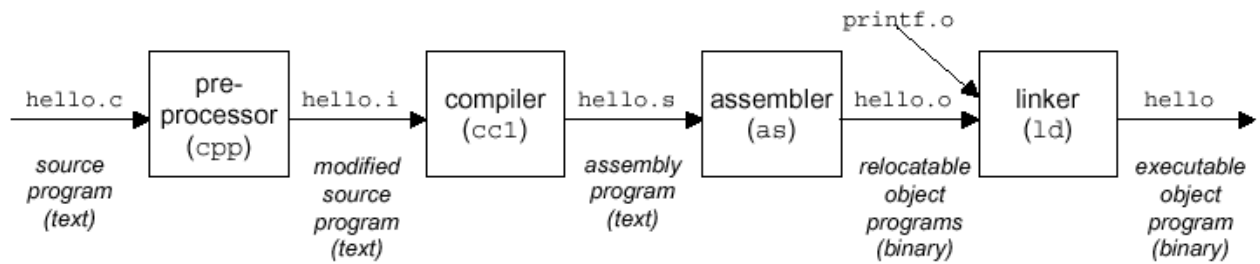 printf.o
hello.c
pre-
processor
(cpp)
hello.i
compiler
(cc1)
hello.s
assembler
(as)
hello.o
linker
(ld)
hello
source
program
(text)
modified
source
program
(text)
assembly
program
(text)
relocatable
object
programs
(binary)
executable
object
program
(binary)